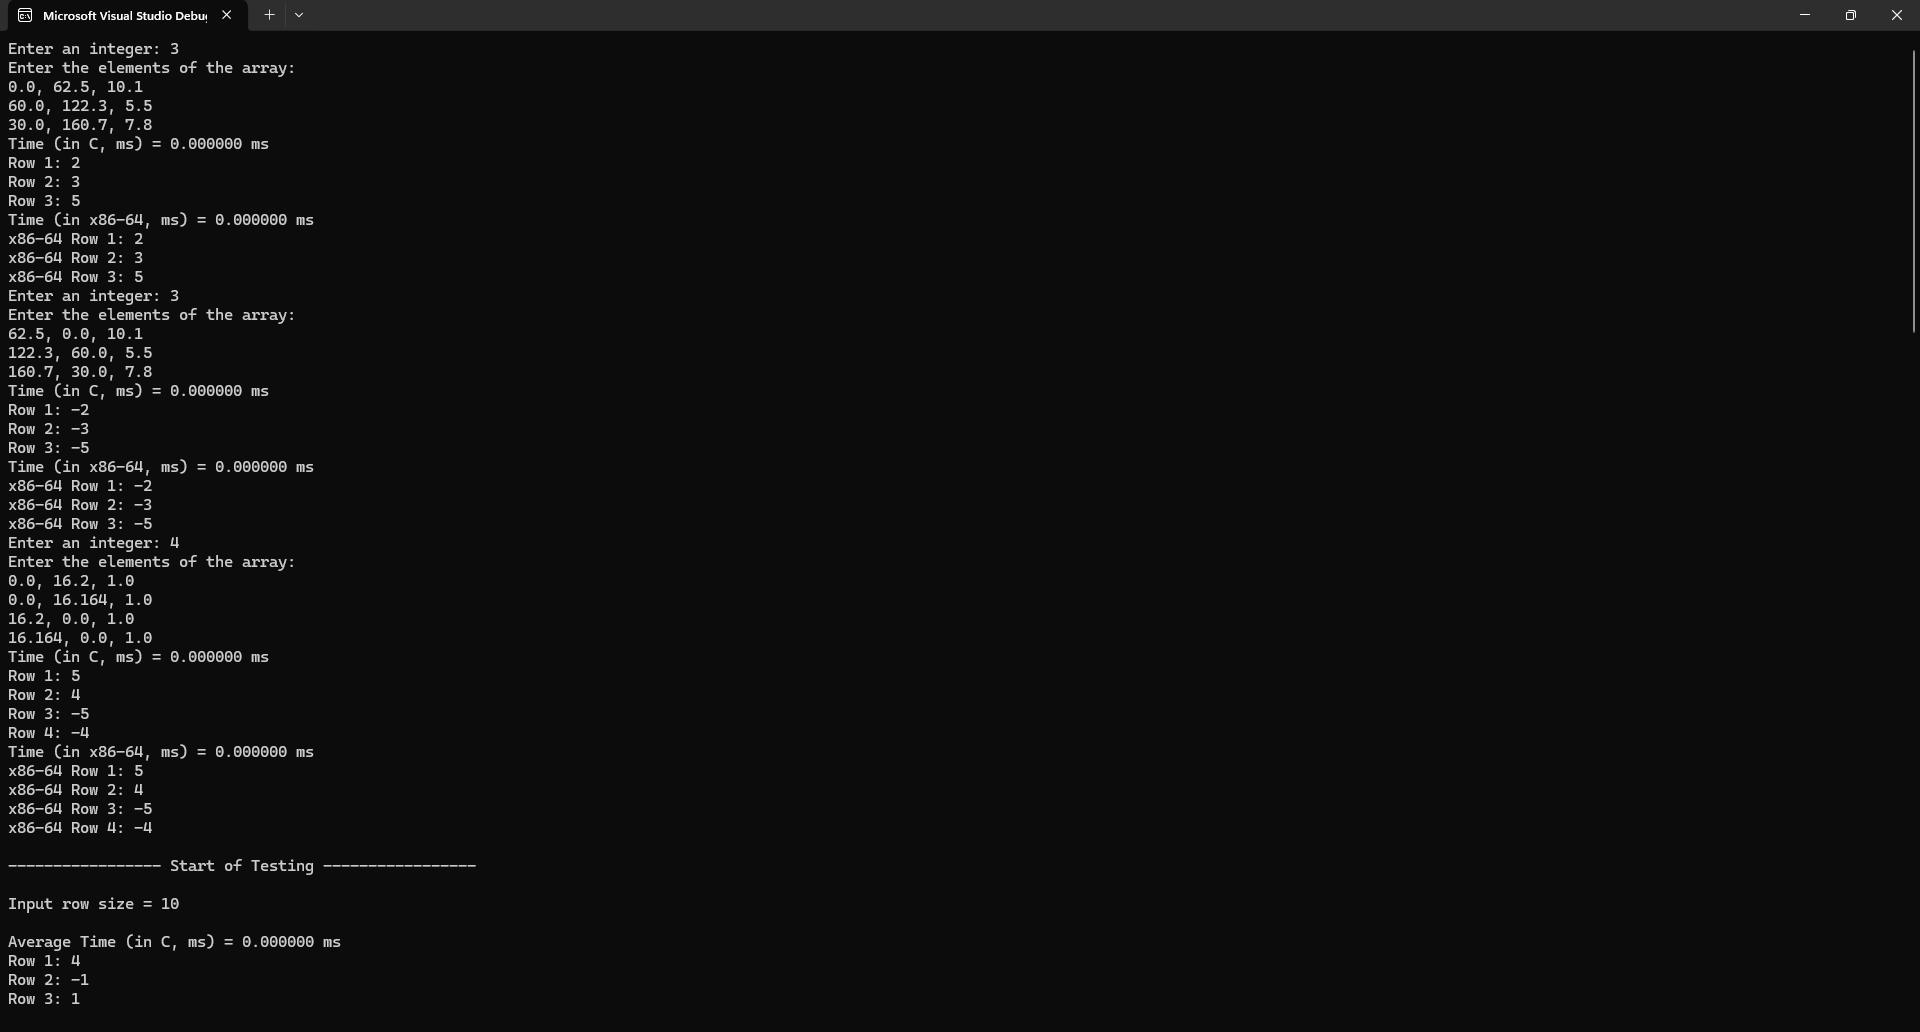 Microsoft Visual Studio Debu
Enter an integer: 3
Enter the elements of the array:
0.0, 62.5, 10.1
60.0, 122.3, 5.5
30.0, 160.7, 7.8
Time (in C, ms) = 0.000000 ms
Row 1: 2
Row 2: 3
Row 3: 5
Time (in x86-64, ms) = 0.000000 ms
x86-64 Row 1: 2
x86-64 Row 2: 3
x86-64 Row 3: 5
Enter an integer: 3
Enter the elements of the array:
62.5, 0.0, 10.1
122.3, 60.0, 5.5
160.7, 30.0, 7.8
Time (in C, ms) = 0.000000 ms
Row 1: -2
Row 2: -3
Row 3: -5
Time (in x86-64, ms) = 0.000000 ms
x86-64 Row 1: -2
x86-64 Row 2: -3
x86-64 Row 3: -5
Enter an integer: 4
Enter the elements of the array:
0.0, 16.2, 1.0
0.0, 16.164, 1.0
16.2, 0.0, 1.0
16.164, 0.0, 1.0
Time (in C, ms) = 0.000000 ms
Row 1: 5
Row 2: 4
Row 3: -5
Row 4: -4
Time (in x86-64, ms) = 0.000000 ms
x86-64 Row 1: 5
x86-64 Row 2: 4
x86-64 Row 3: -5
x86-64 Row 4: -4
----------------- Start of Testing -----------------
Input row size = 10
Average Time (in C, ms) = 0.000000 ms
Row 1: 4
Row 2: -1
Row 3: 1